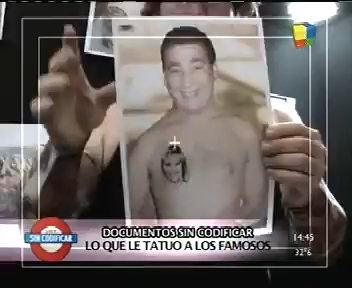 DOCUMENTOS SIN CODIFICAR
LO QUE LE TATUO A LOS FAMOSOS
SIN CODIFICAR
14:45
32°6